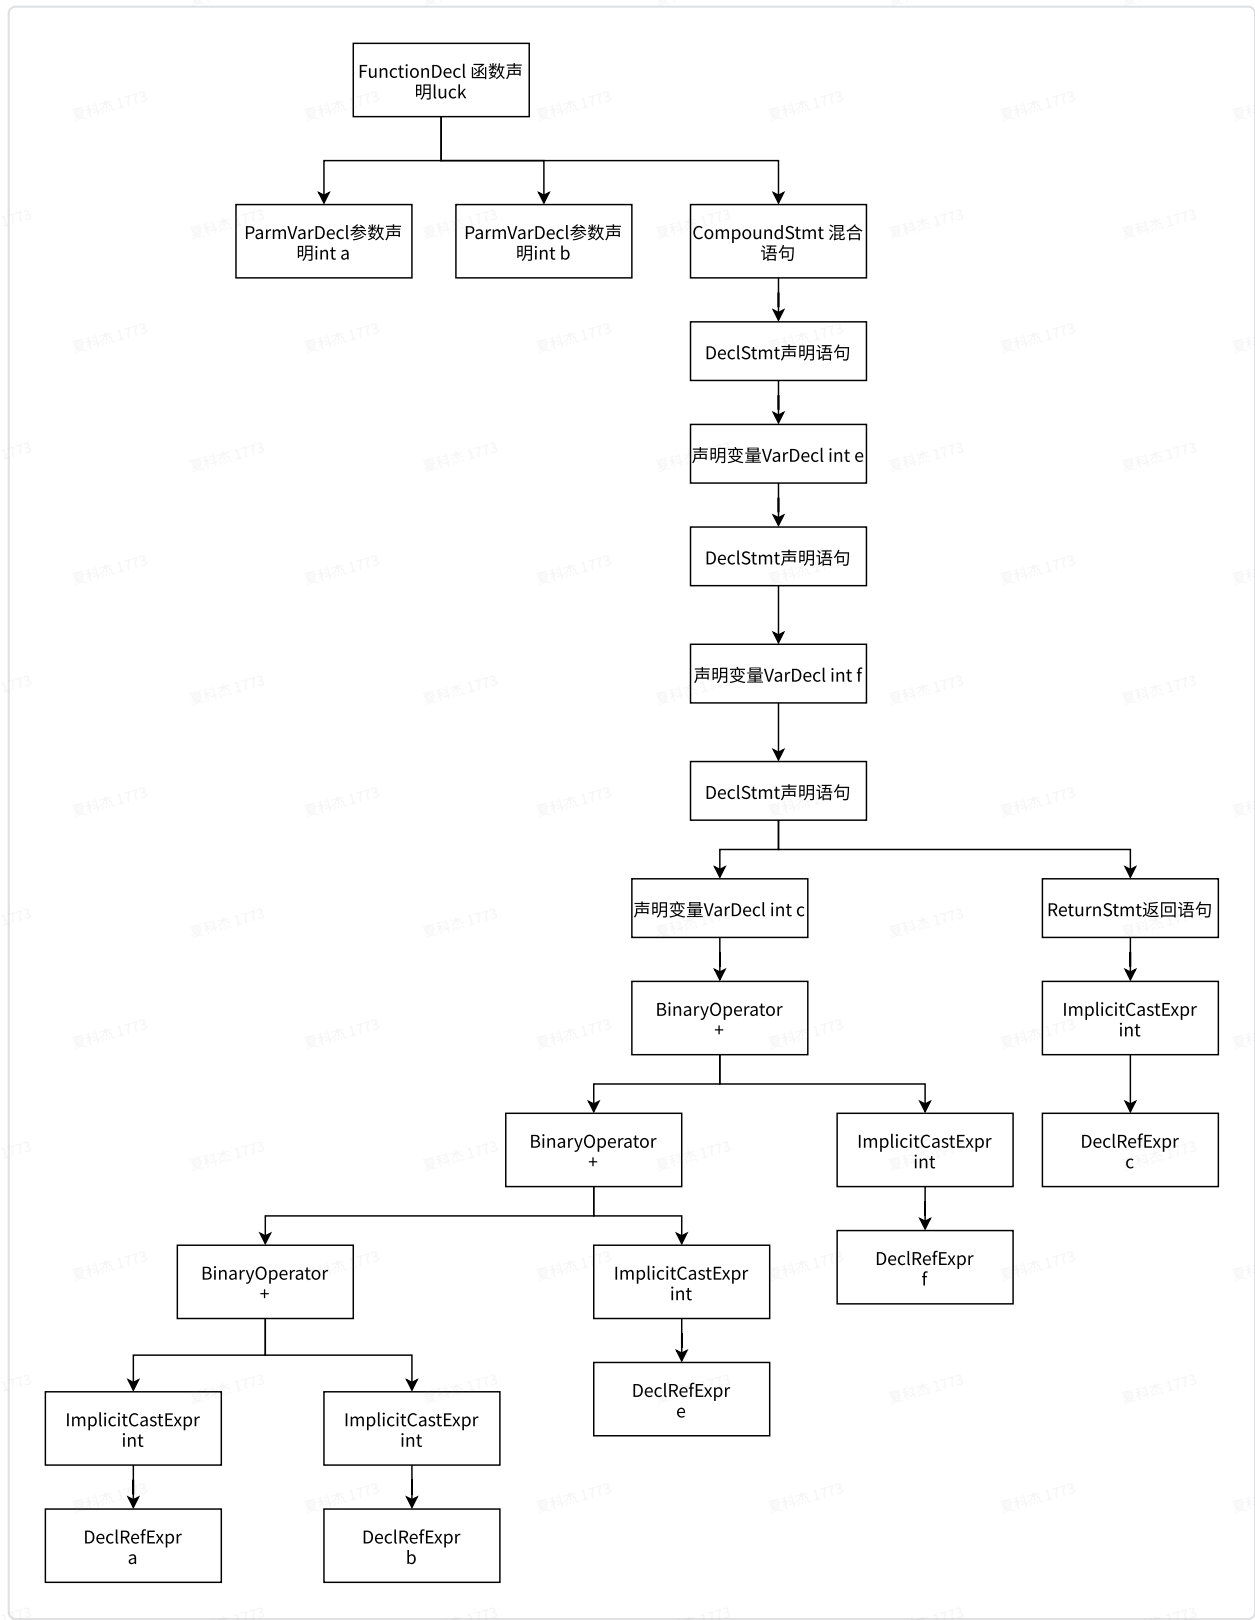 FunctionDecl 函数声
明luck
ParmVarDecl参数声
明int a
ParmVarDecl参数声
明int b
CompoundStmt 混合
语句
DeclStmt声明语句
声明变量VarDecl int e
DeclStmt声明语句
声明变量VarDecl int f
DeclStmt声明语句
声明变量VarDecl int c
ReturnStmt返回语句
BinaryOperator
+
ImplicitCastExpr
int
BinaryOperator
+
ImplicitCastExpr
int
DeclRefExpr
c
BinaryOperator
+
ImplicitCastExpr
int
DeclRefExpr
f
ImplicitCastExpr
int
ImplicitCastExpr
int
DeclRefExpr
e
DeclRefExpr
a
DeclRefExpr
b